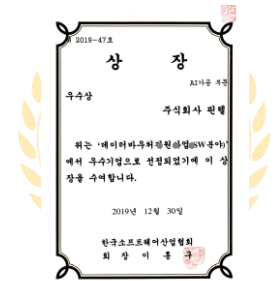 2019-47호
상 장
AI가공 부문
우수상
주식회사 펀텔
위는 '데이터바우처지원사업(SW분야)'
에서 우수기업으로 선정되었기에 이 상
장을 수여합니다.
2019년 12월 30일
한국소프트웨어산업협회
회 장 이 홍 구